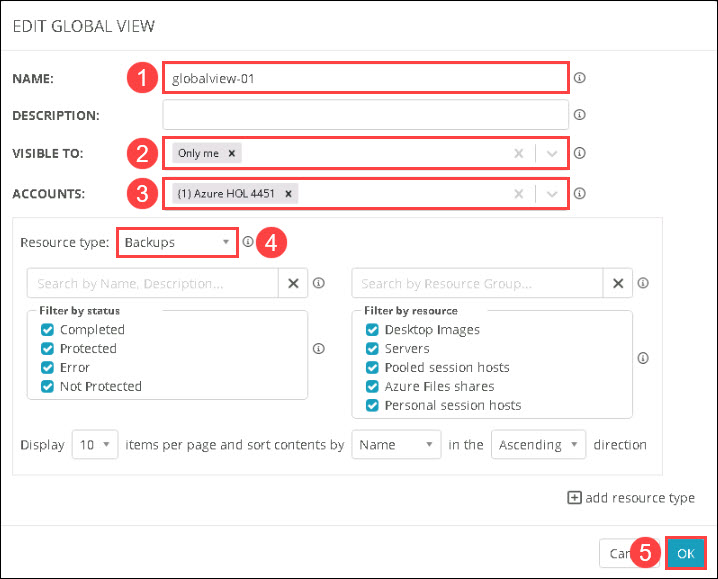 EDIT GLOBAL VIEW
NAME: 1 globalview-01
DESCRIPTION:
VISIBLE TO: 2 Only me
ACCOUNTS: 3 (1) Azure HOL 4451
Resource type: Backups 4
Search by Name, Description... Search by Resource Group...
Filter by status Filter by resource
Completed Desktop Images
Protected Servers
Error Pooled session hosts
Not Protected Azure Files shares
Personal session hosts
Display 10 items per page and sort contents by Name in the Ascending direction
add resource type
5 OK